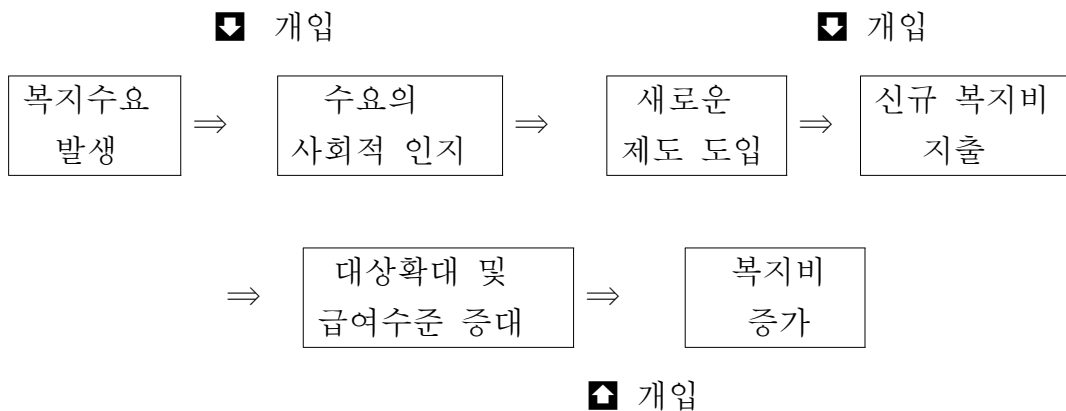 ⬇ 개입
⬇ 개입
복지수요
발생
⇒
수요의
사회적 인지
⇒
새로운
제도 도입
⇒
신규 복지비
지출
⇒
대상확대 및
급여수준 증대
⇒
복지비
증가
⬆ 개입